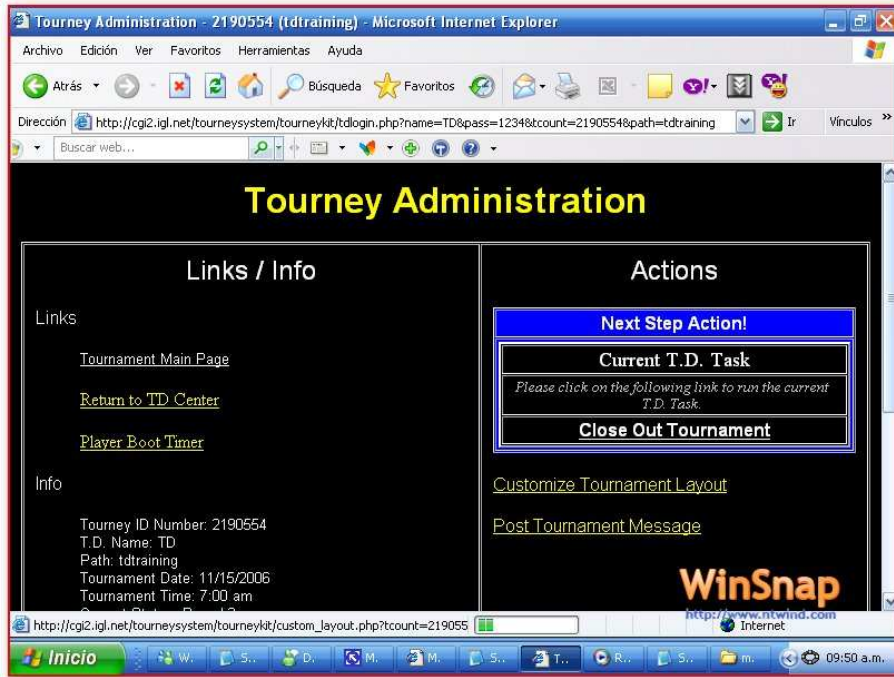 Tourney Administration - 2190554 (tdtraining) - Microsoft Internet Explorer
Archivo Edición Ver Favoritos Herramientas Ayuda
Atrás Búsqueda Favoritos
Dirección http://cgi2.igl.net/tourneysystem/tourneykit/tdlogin.php?name=TD&pass=1234&tcount=2190554&path=tdtraining Ir Vínculos »
Buscar web...
Tourney Administration
Links / Info
Links
Tournament Main Page
Return to TD Center
Player Boot Timer
Info
Tourney ID Number: 2190554
T.D. Name: TD
Path: tdtraining
Tournament Date: 11/15/2006
Tournament Time: 7:00 am
Actions
Next Step Action!
Current T.D. Task
Please click on the following link to run the current
T.D. Task.
Close Out Tournament
Customize Tournament Layout
Post Tournament Message
WinSnap
http://www.ntwind.com
http://cgi2.igl.net/tourneysystem/tourneykit/custom_layout.php?tcount=219055 Internet
Inicio W. S.. D. M. M. S.. T.. R.. S.. m. 09:50 a.m.